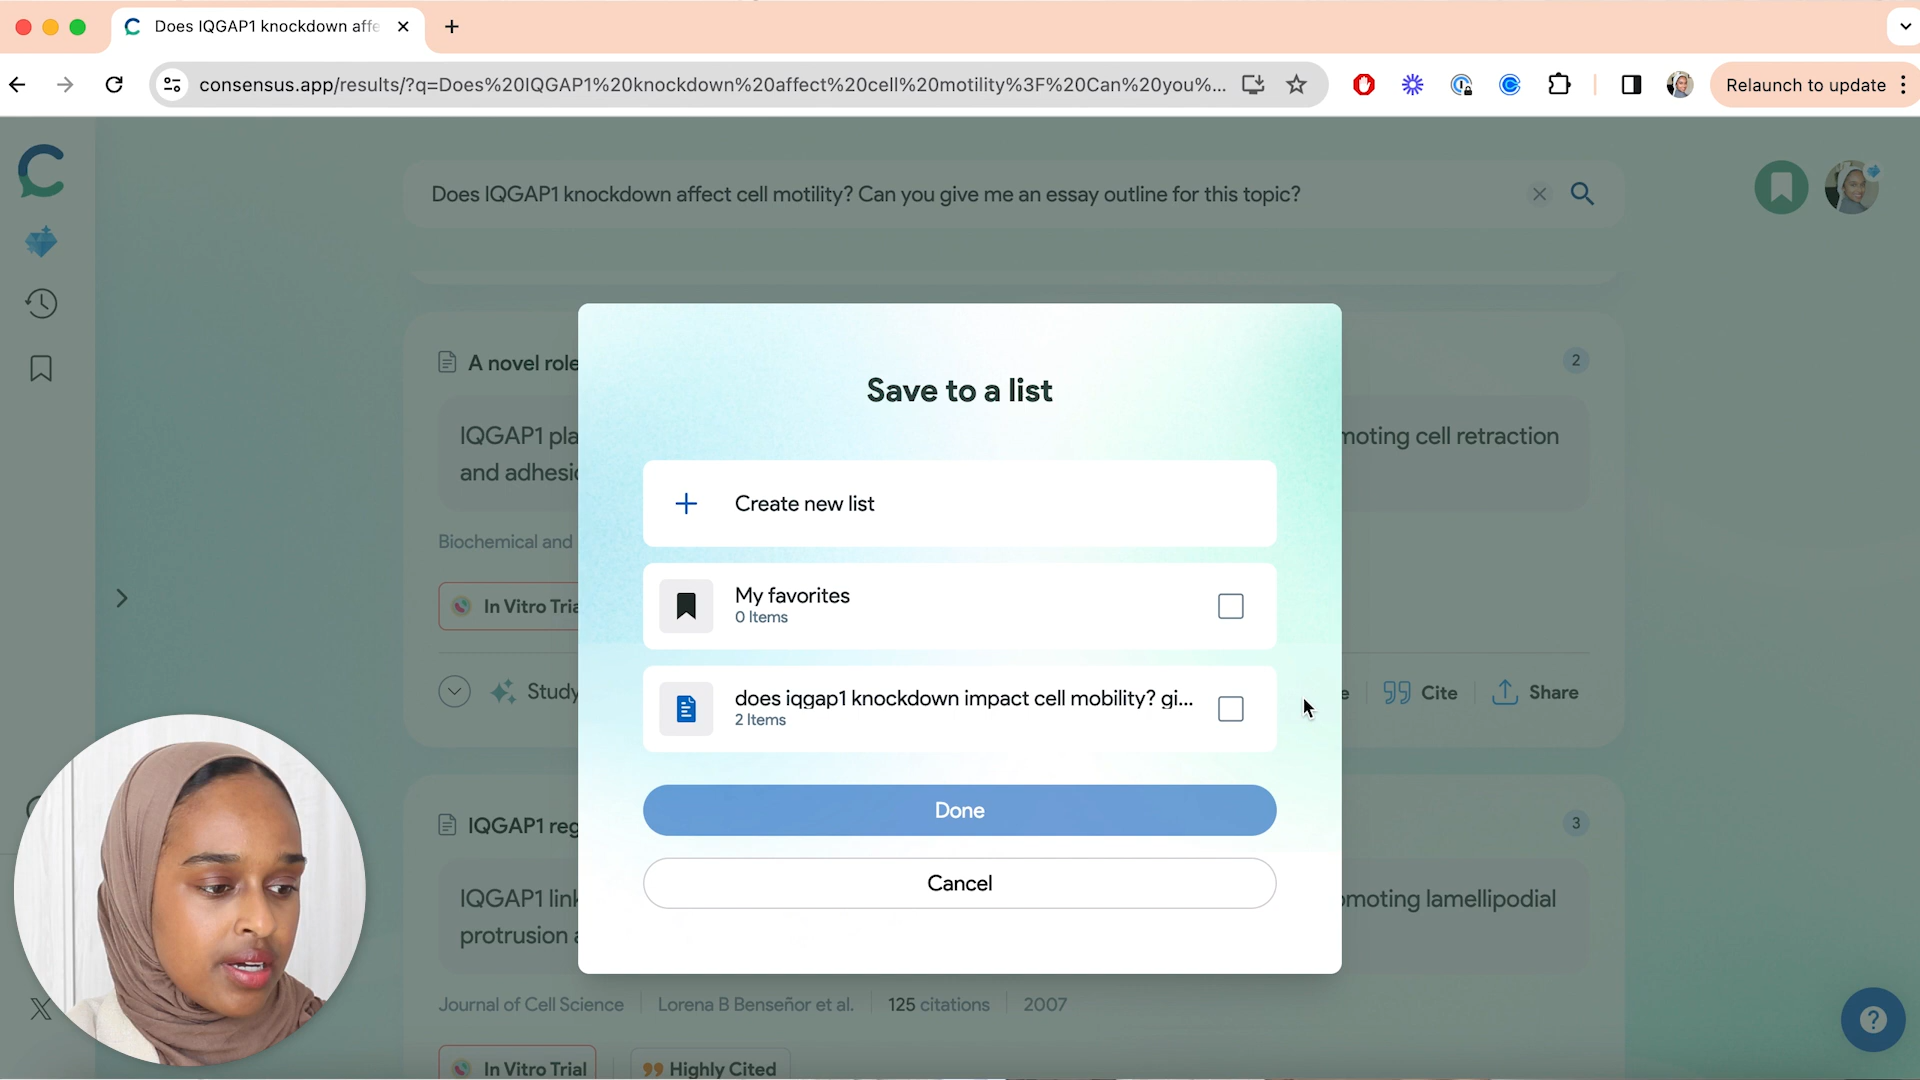 Does IQGAP1 knockdown affe
consensus.app/results/?q=Does%20IQGAP1%20knockdown%20affect%20cell%20motility%3F%20Can%20you%...
Relaunch to update
Does IQGAP1 knockdown affect cell motility? Can you give me an essay outline for this topic?
A novel role
2
IQGAP1 pla
moting cell retraction
and adhesio
Biochemical and
In Vitro Tria
Study
Cite
Share
Save to a list
Create new list
My favorites
0 Items
does iqgap1 knockdown impact cell mobility? gi...
2 Items
Done
Cancel
IQGAP1 reg
3
IQGAP1 link
omoting lamellipodial
protrusion a
Journal of Cell Science
Lorena B Benseñor et al.
125 citations
2007
In Vitro Trial
Highly Cited